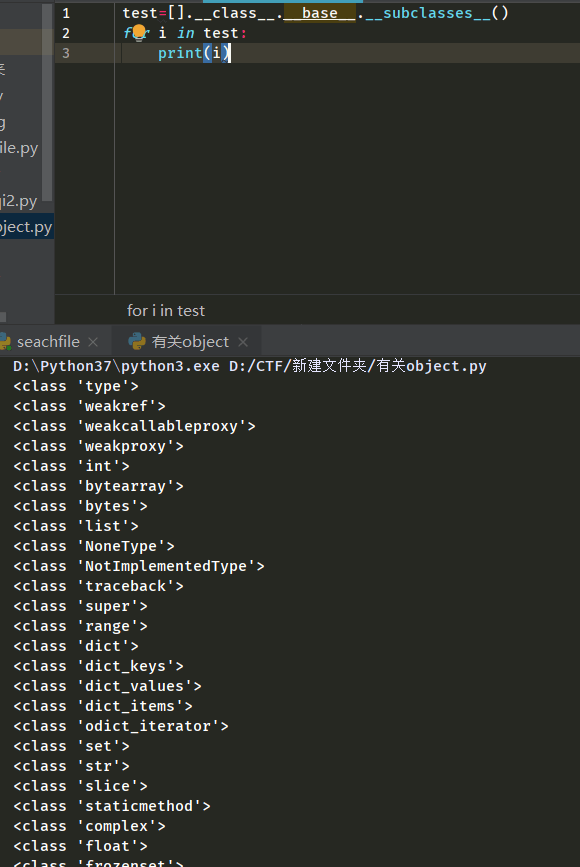 1 test=[].__class__.__base__.__subclasses__()
2 for i in test:
3 print(i)
ile.py
i2.py
ject.py
for i in test
seachfile × 有关object ×
D:\Python37\python3.exe D:/CTF/新建文件夹/有关object.py
<class 'type'>
<class 'weakref'>
<class 'weakcallableproxy'>
<class 'weakproxy'>
<class 'int'>
<class 'bytearray'>
<class 'bytes'>
<class 'list'>
<class 'NoneType'>
<class 'NotImplementedType'>
<class 'traceback'>
<class 'super'>
<class 'range'>
<class 'dict'>
<class 'dict_keys'>
<class 'dict_values'>
<class 'dict_items'>
<class 'odict_iterator'>
<class 'set'>
<class 'str'>
<class 'slice'>
<class 'staticmethod'>
<class 'complex'>
<class 'float'>
<class 'frozenset'>